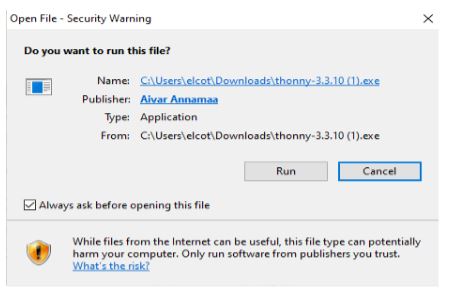 Open File - Security Warning
Do you want to run this file?
Name: C:\Users\elcot\Downloads\thonny-3.3.10 (1).exe
Publisher: Aivar Annamaa
Type: Application
From: C:\Users\elcot\Downloads\thonny-3.3.10 (1).exe
Run Cancel
Always ask before opening this file
While files from the Internet can be useful, this file type can potentially
harm your computer. Only run software from publishers you trust.
What's the risk?